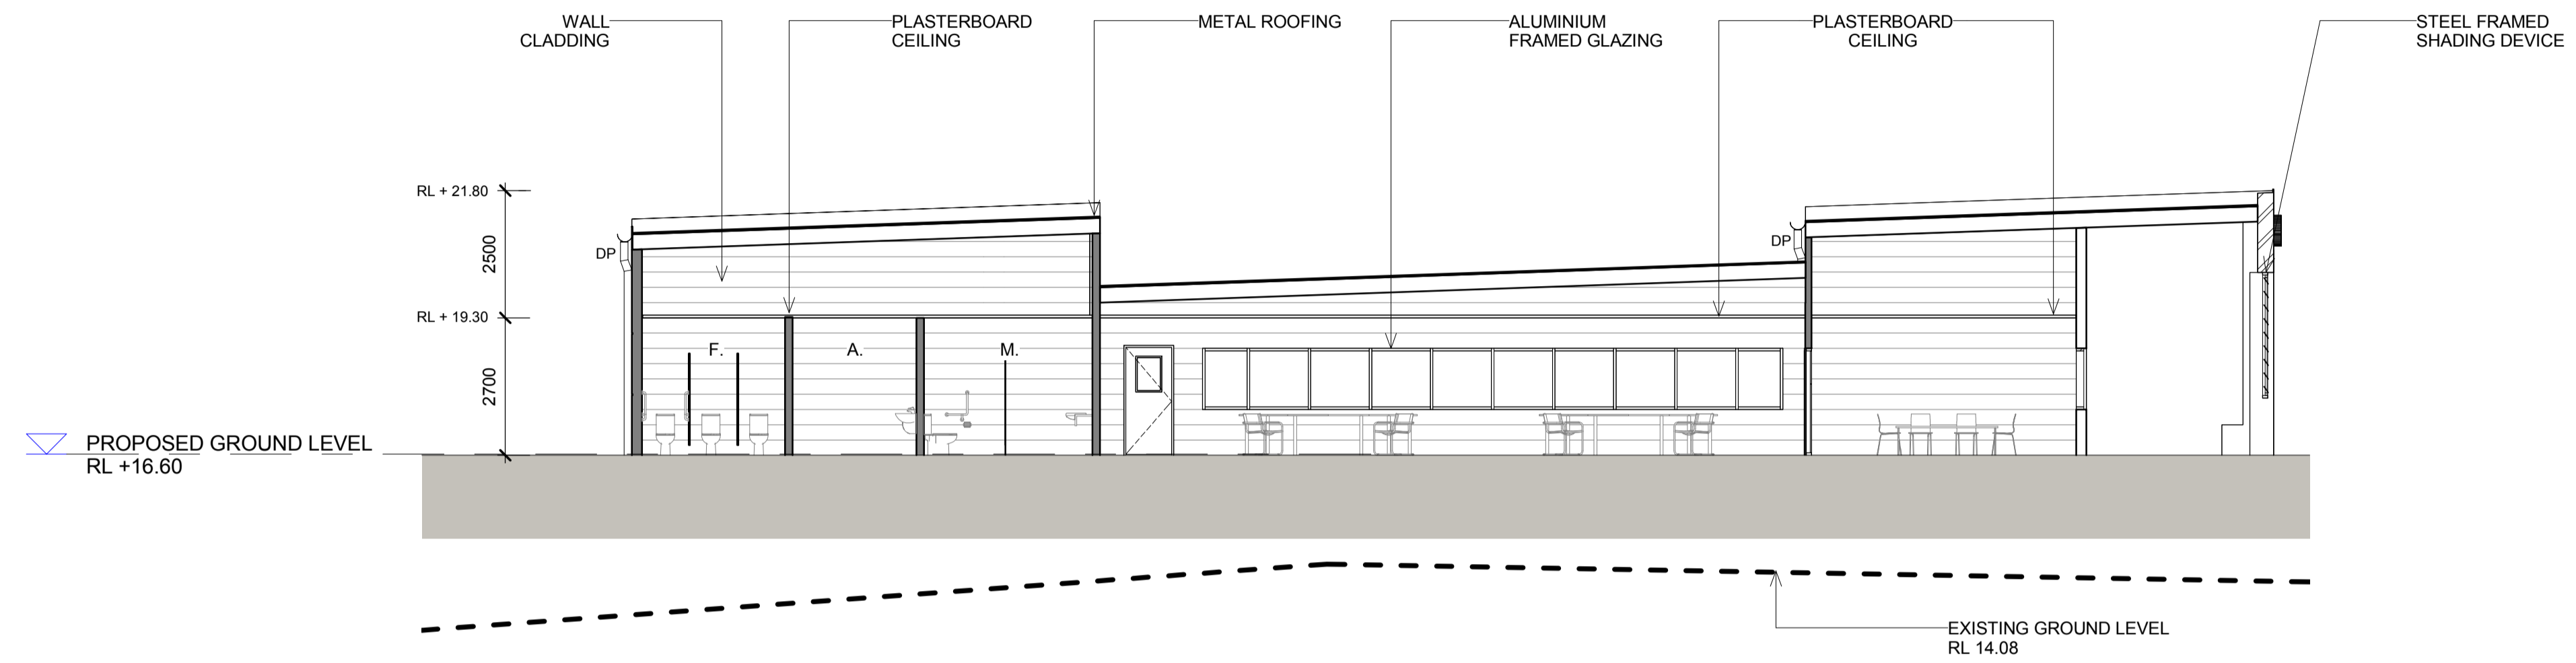 WALL
CLADDING
PLASTERBOARD
CEILING
METAL ROOFING
ALUMINIUM
FRAMED GLAZING
PLASTERBOARD
CEILING
STEEL FRAMED
SHADING DEVICE
RL + 21.80
2500
DP
DP
RL + 19.30
F.
A.
M.
2700
PROPOSED GROUND LEVEL
RL +16.60
EXISTING GROUND LEVEL
RL 14.08